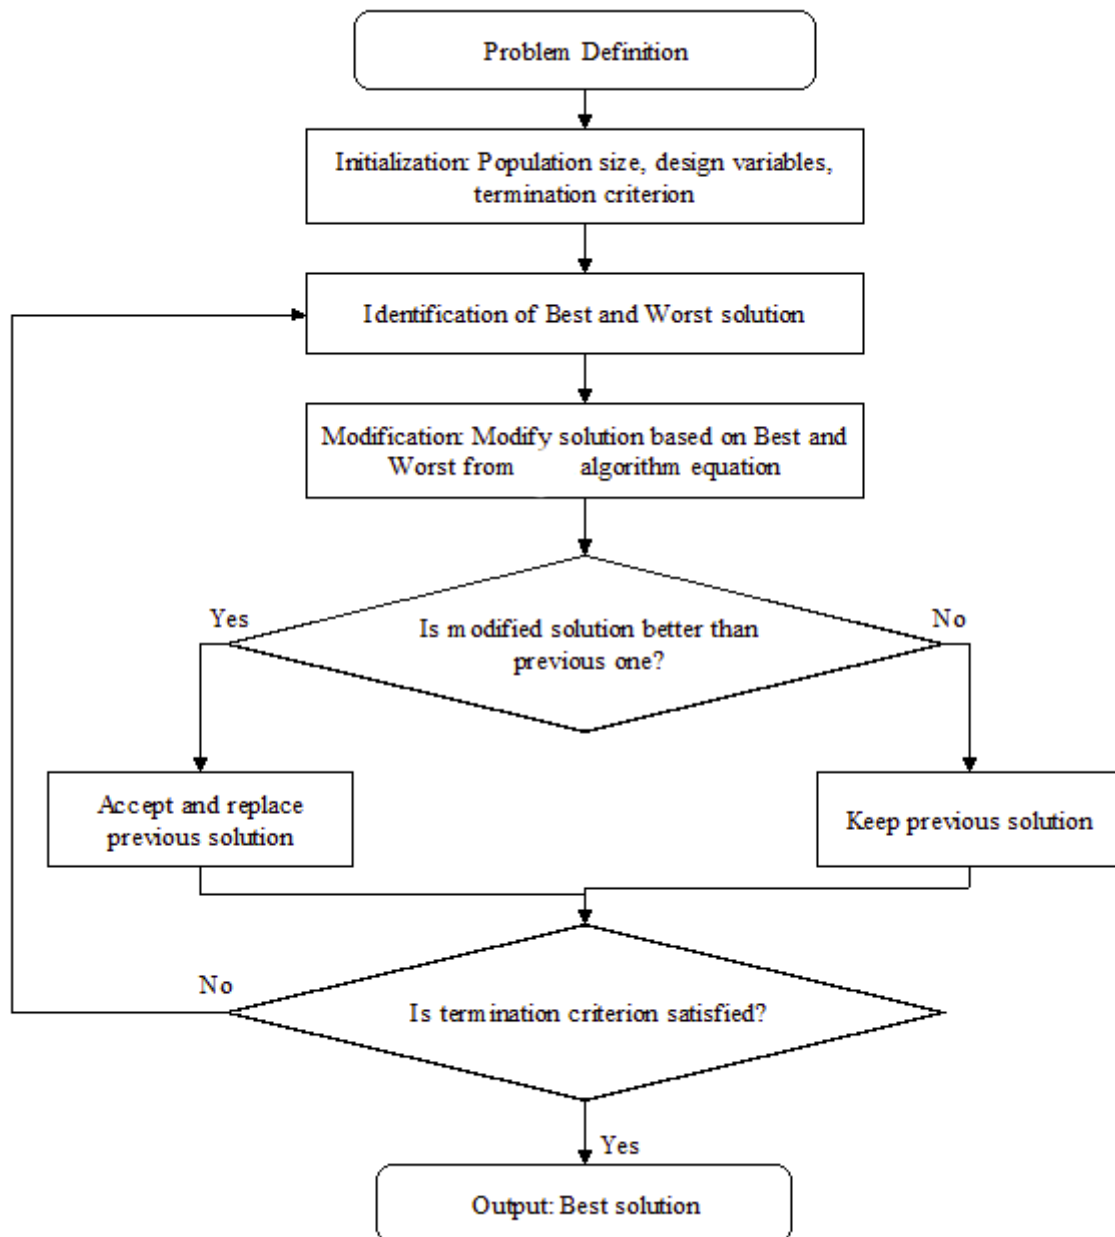 Problem Definition
Initialization: Population size, design variables,
termination criterion
Identification of Best and Worst solution
Modification: Modify solution based on Best and
Worst from algorithm equation
Yes
No
Is modified solution better than
previous one?
Accept and replace
previous solution
Keep previous solution
No
Is termination criterion satisfied?
Yes
Output: Best solution